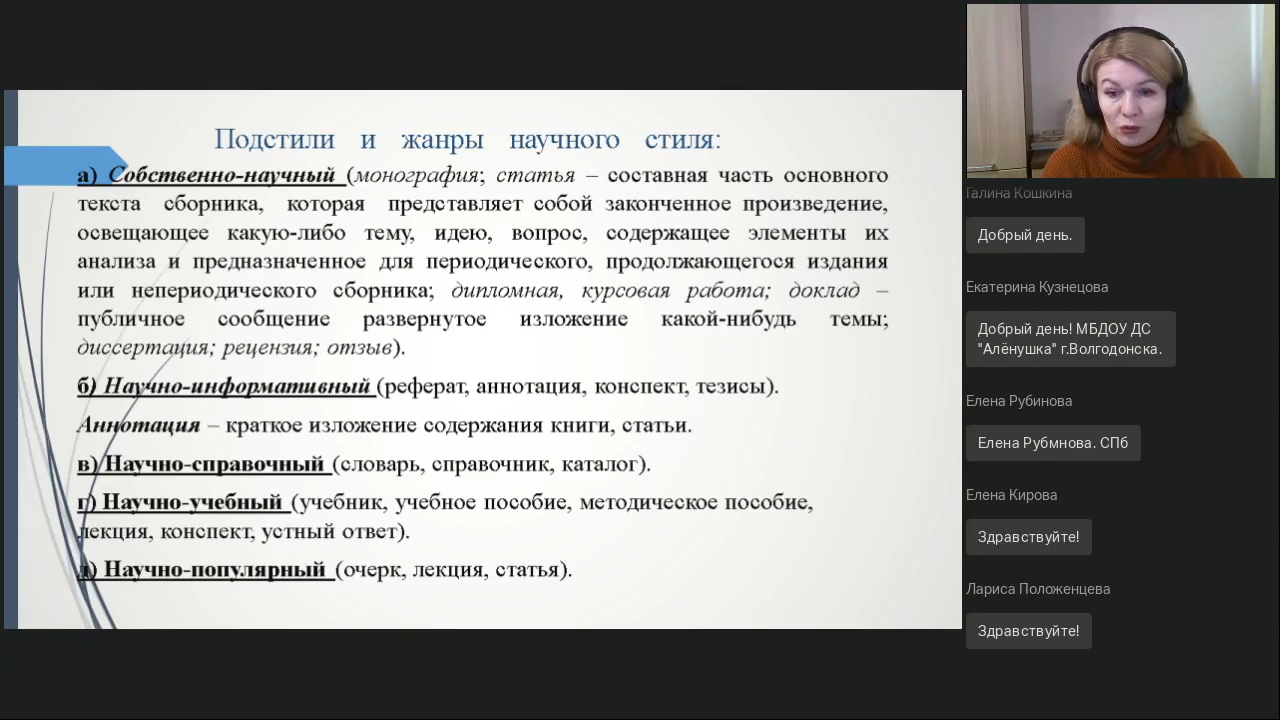 Подстили и жанры научного стиля:
а) Собственно-научный (монография; статья – составная часть основного
текста сборника, которая представляет собой законченное произведение,
освещающее какую-либо тему, идею, вопрос, содержащее элементы их
анализа и предназначенное для периодического, продолжающегося издания
или непериодического сборника; дипломная, курсовая работа; доклад –
публичное сообщение развернутое изложение какой-нибудь темы;
диссертация; рецензия; отзыв).
б) Научно-информативный (реферат, аннотация, конспект, тезисы).
Аннотация – краткое изложение содержания книги, статьи.
в) Научно-справочный (словарь, справочник, каталог).
г) Научно-учебный (учебник, учебное пособие, методическое пособие,
лекция, конспект, устный ответ).
д) Научно-популярный (очерк, лекция, статья).
Галина Кошкина
Добрый день.
Екатерина Кузнецова
Добрый день! МБДОУ ДС
"Алёнушка" г.Волгодонска.
Елена Рубинова
Елена Рубмнова. СПб
Елена Кирова
Здравствуйте!
Лариса Положенцева
Здравствуйте!